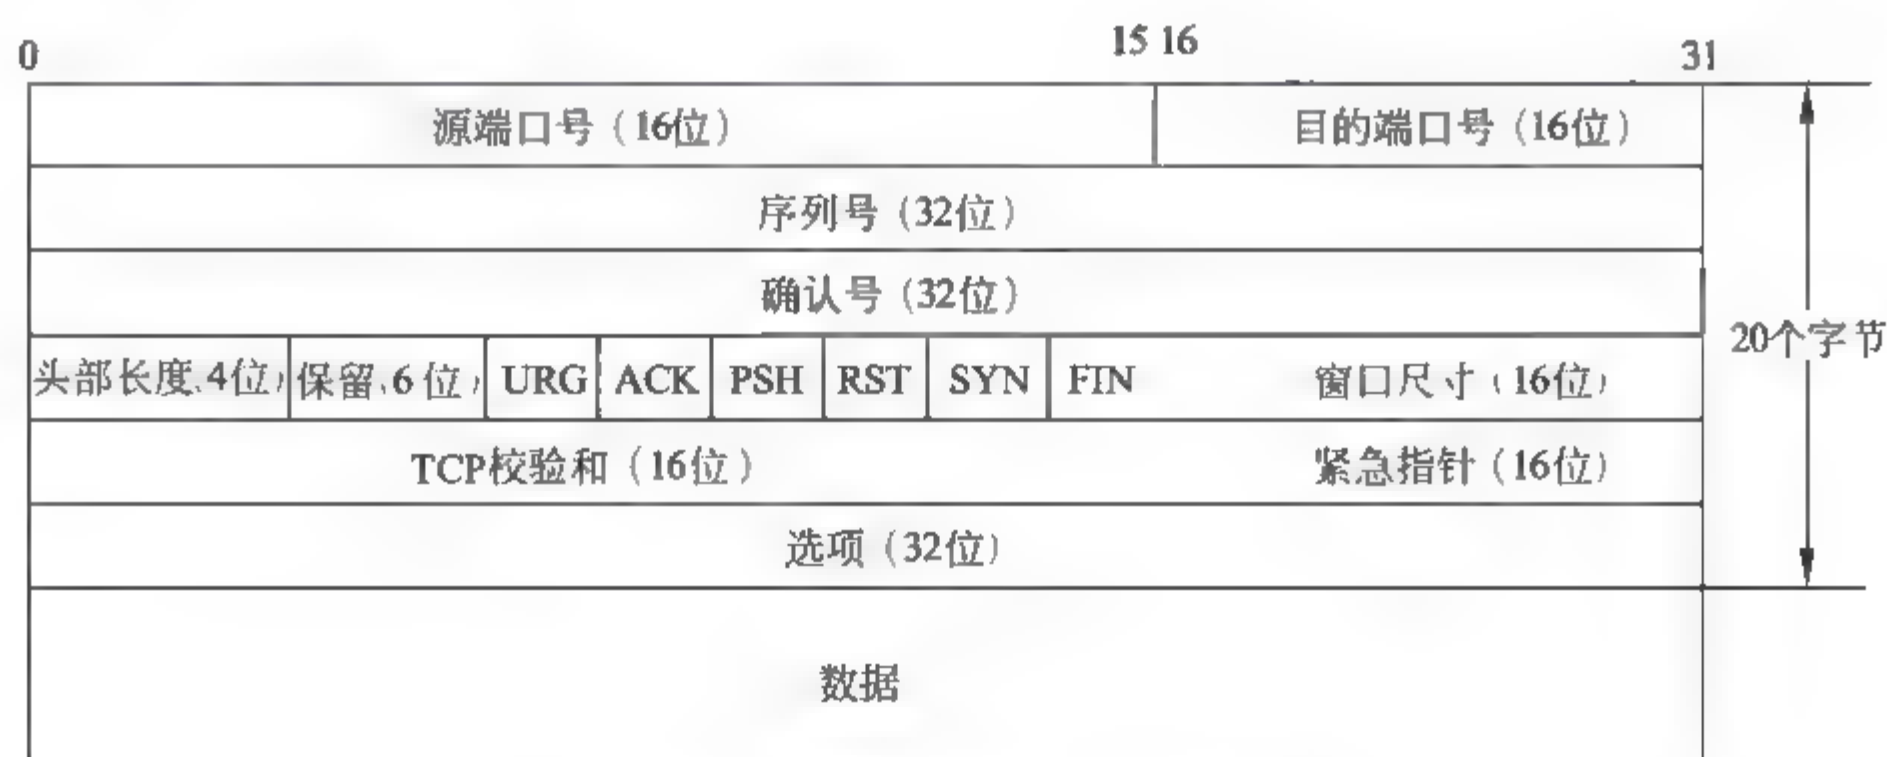 0 15 16 31
源端口号（16位） 目的端口号（16位）
序列号（32位）
确认号（32位）
20个字节
头部长度（4位） 保留（6位） URG ACK PSH RST SYN FIN 窗口尺寸（16位）
TCP校验和（16位） 紧急指针（16位）
选项（32位）
数据